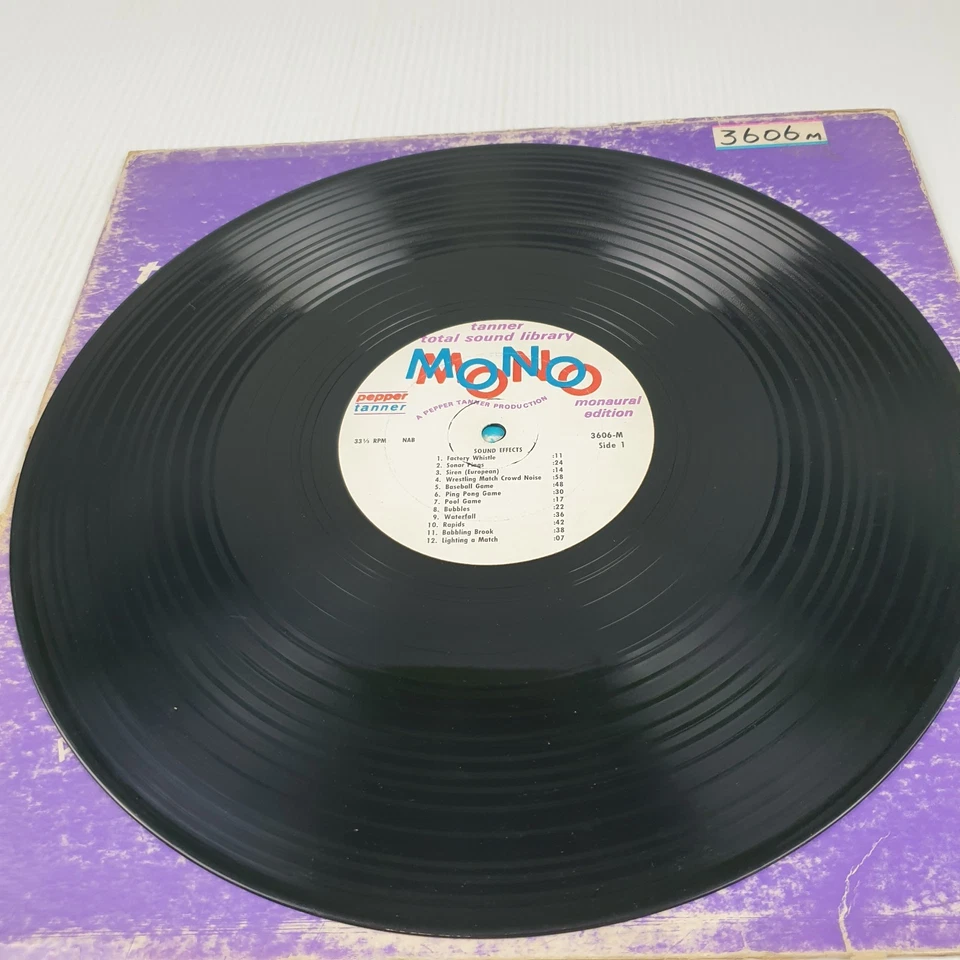 3606 M
t
tanner
total sound library
MONO
pepper
tanner
A PEPPER TANNER PRODUCTION
monaural
edition
33⅓ RPM NAB
3606-M
Side 1
SOUND EFFECTS
1. Factory Whistle :11
2. Sonar Pings :24
3. Siren (European) :14
4. Wrestling Match Crowd Noise :58
5. Baseball Game :48
6. Ping Pong Game :30
7. Pool Game :17
8. Bubbles :22
9. Waterfall :36
10. Rapids :42
11. Babbling Brook :38
12. Lighting a Match :07